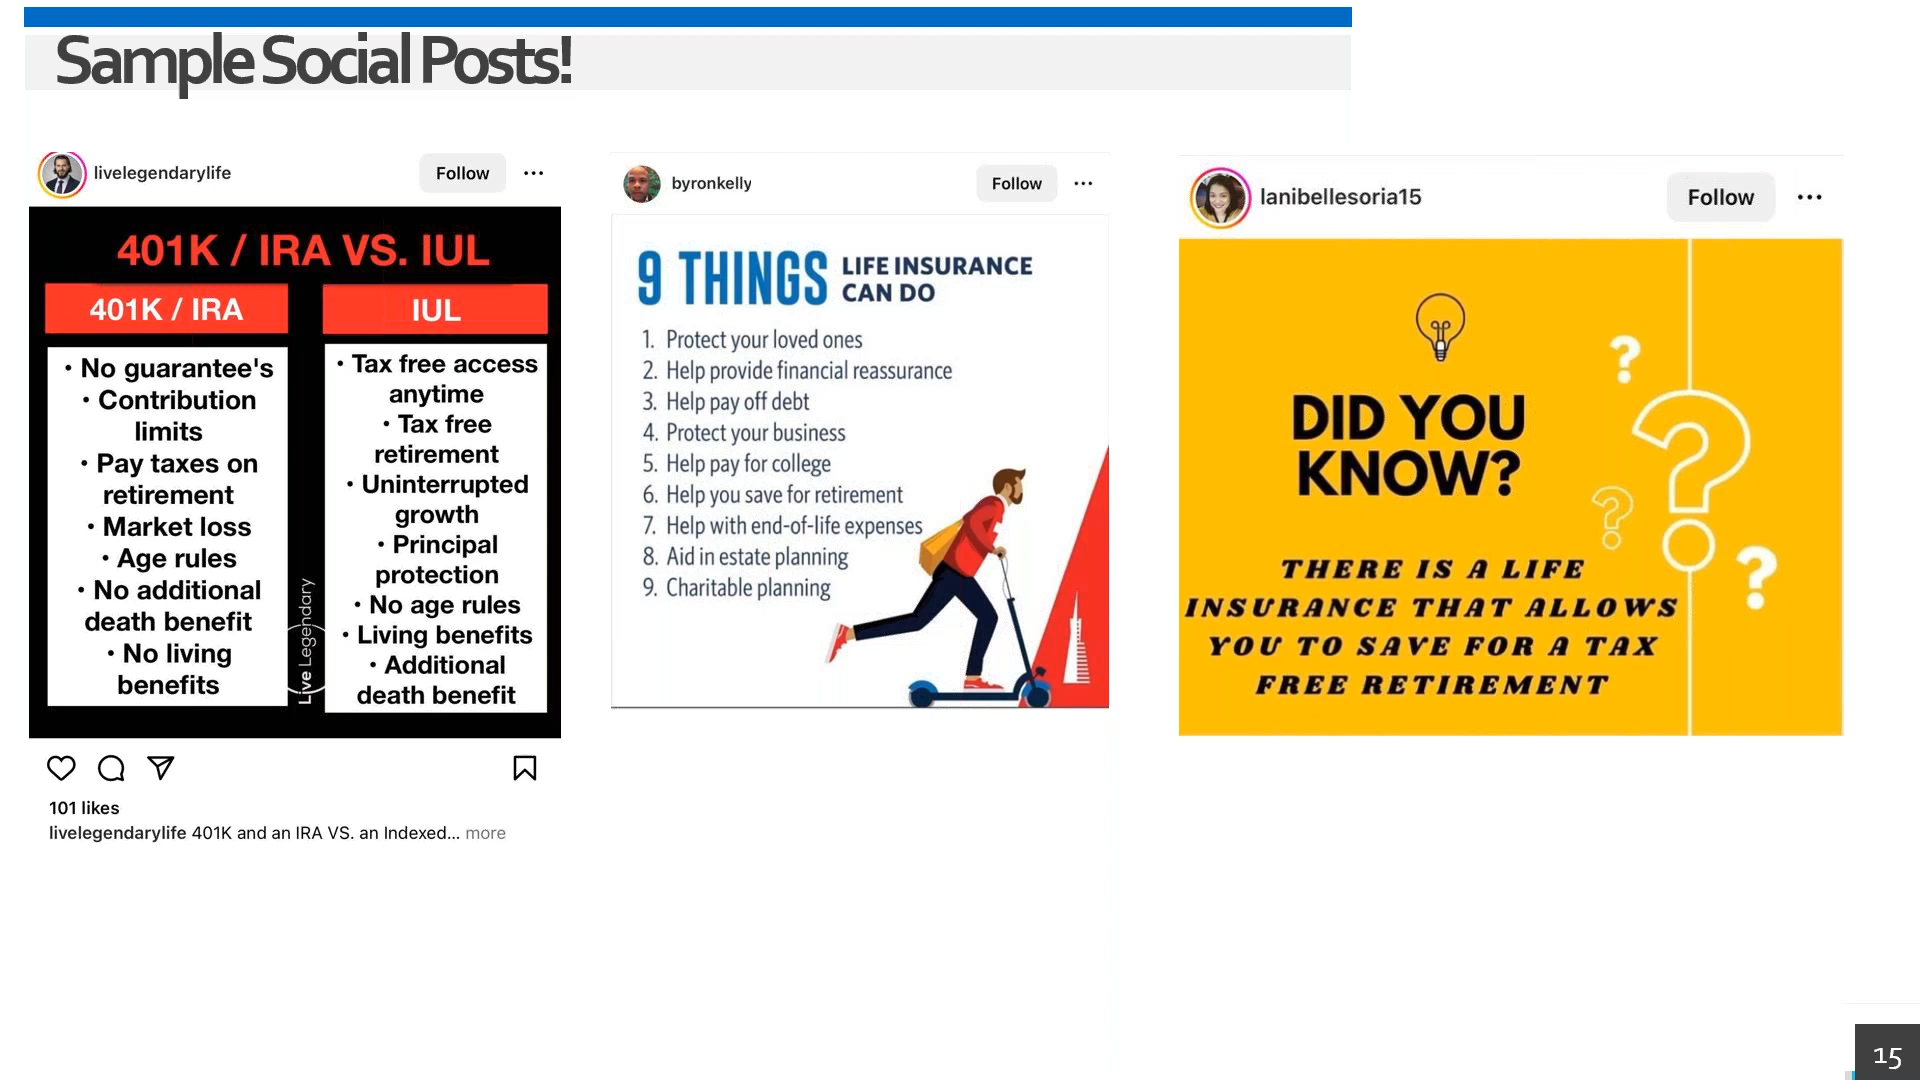 Sample Social Posts!
livelegendarylife
Follow
401K / IRA VS. IUL
401K / IRA
• No guarantee's
• Contribution
limits
• Pay taxes on
retirement
• Market loss
• Age rules
• No additional
death benefit
• No living
benefits
Live Legendary
IUL
• Tax free access
anytime
• Tax free
retirement
• Uninterrupted
growth
• Principal
protection
• No age rules
• Living benefits
• Additional
death benefit
101 likes
livelegendarylife 401K and an IRA VS. an Indexed... more
byronkelly
Follow
9 THINGS LIFE INSURANCE
CAN DO
1. Protect your loved ones
2. Help provide financial reassurance
3. Help pay off debt
4. Protect your business
5. Help pay for college
6. Help you save for retirement
7. Help with end-of-life expenses
8. Aid in estate planning
9. Charitable planning
lanibellesoria15
Follow
DID YOU
KNOW?
THERE IS A LIFE
INSURANCE THAT ALLOWS
YOU TO SAVE FOR A TAX
FREE RETIREMENT
15